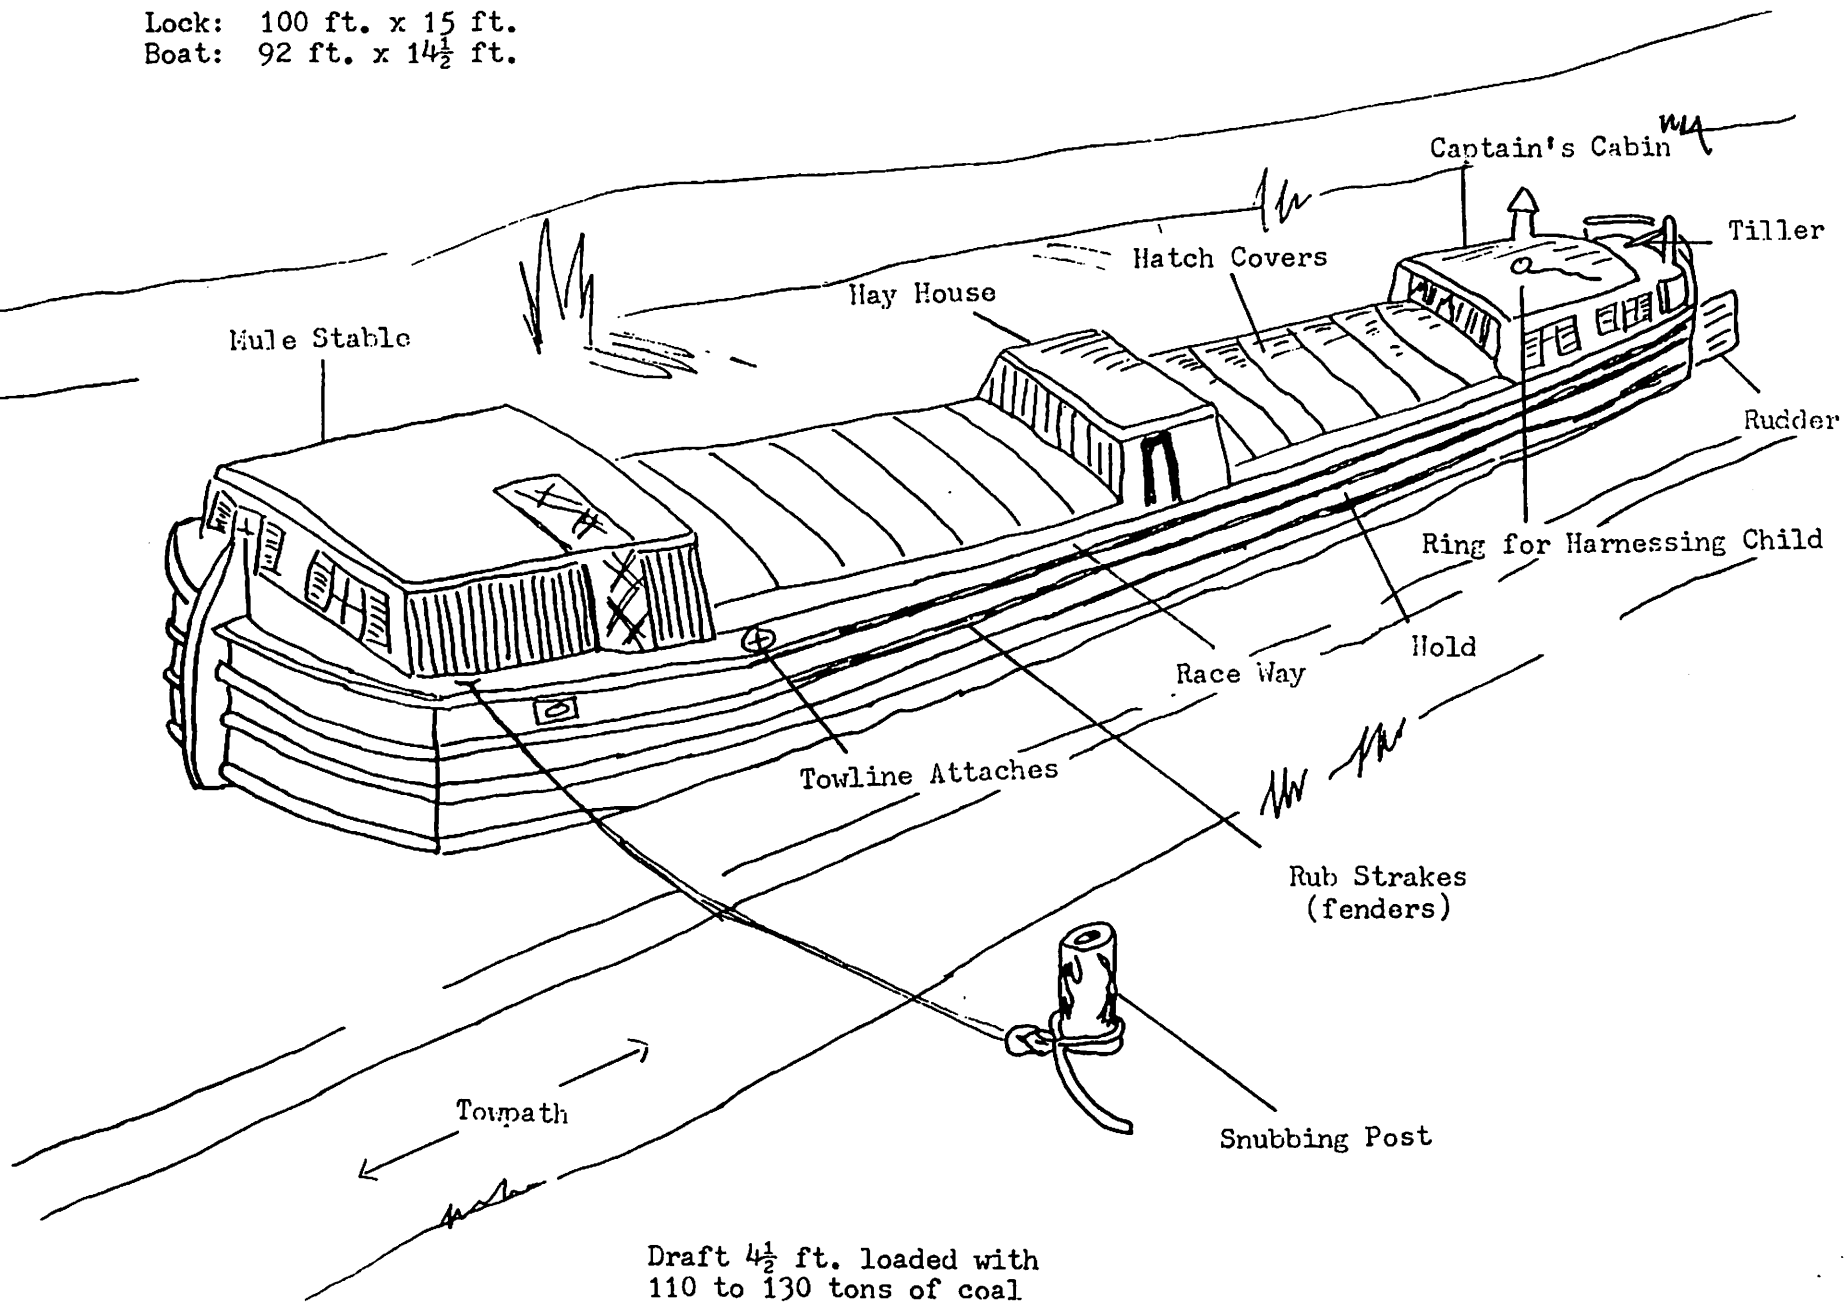 Lock: 100 ft. x 15 ft.
Boat: 92 ft. x 14½ ft.
Captain's Cabin
Tiller
Hatch Covers
Hay House
Mule Stable
Rudder
Ring for Harnessing Child
Hold
Race Way
Towline Attaches
Rub Strakes
(fenders)
Towpath
Snubbing Post
Draft 4½ ft. loaded with
110 to 130 tons of coal